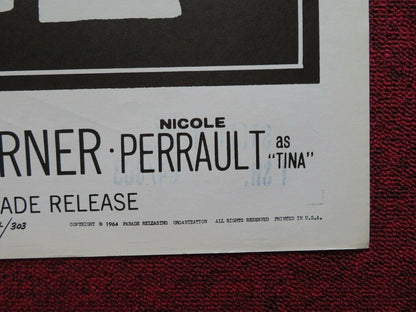 NICOLE
RNER · PERRAULT as "TINA"
ADE RELEASE
/303
COPYRIGHT © 1964 PARADE RELEASING ORGANIZATION ALL RIGHTS RESERVED PRINTED IN U.S.A.